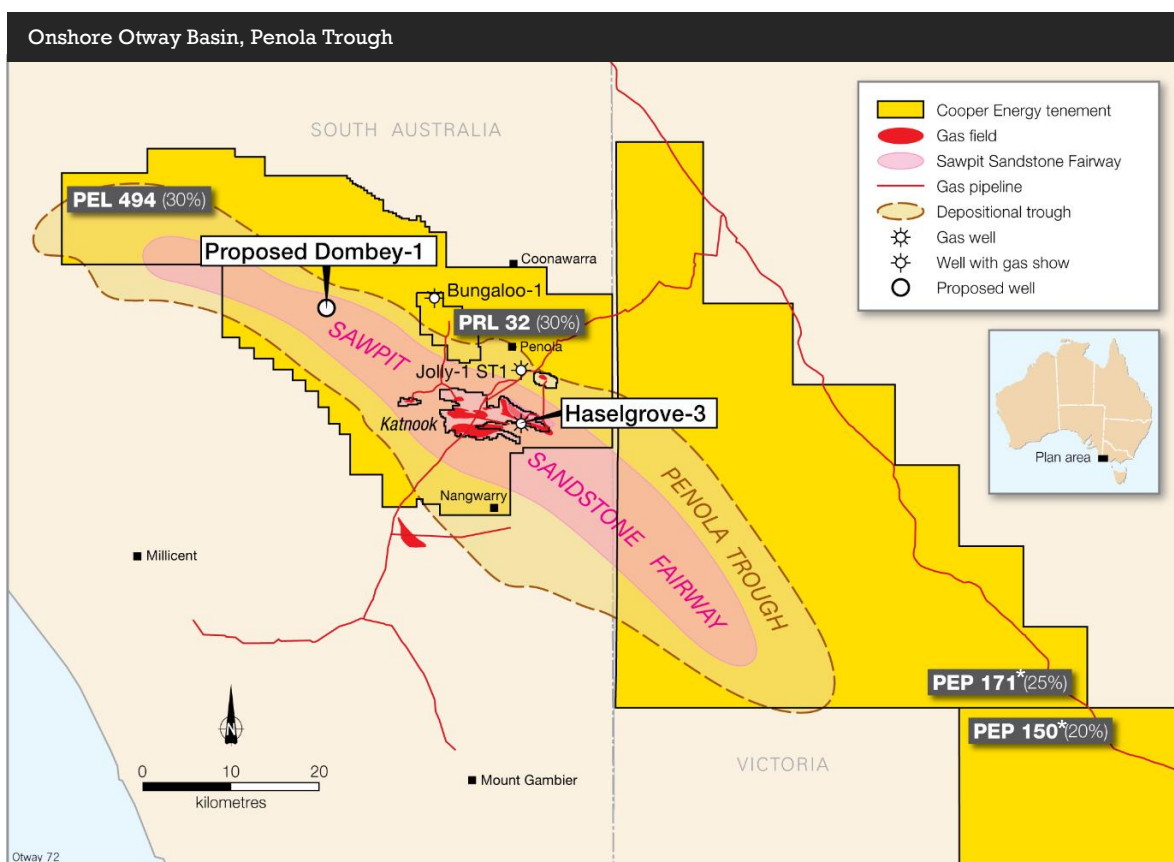 Onshore Otway Basin, Penola Trough
SOUTH AUSTRALIA
Cooper Energy tenement
Gas field
Sawpit Sandstone Fairway
Gas pipeline
Depositional trough
Gas well
Well with gas show
Proposed well
PEL 494 (30%)
Proposed Dombey-1
Coonawarra
Bungaloo-1
PRL 32 (30%)
SAWPIT
Penola
Jolly-1 ST1
Katnook
Haselgrove-3
Plan area
SANDSTONE FAIRWAY
PENOLA TROUGH
Nangwarry
Millicent
PEP 171*(25%)
PEP 150*(20%)
N
VICTORIA
0 10 20
kilometres
Mount Gambier
Otway 72